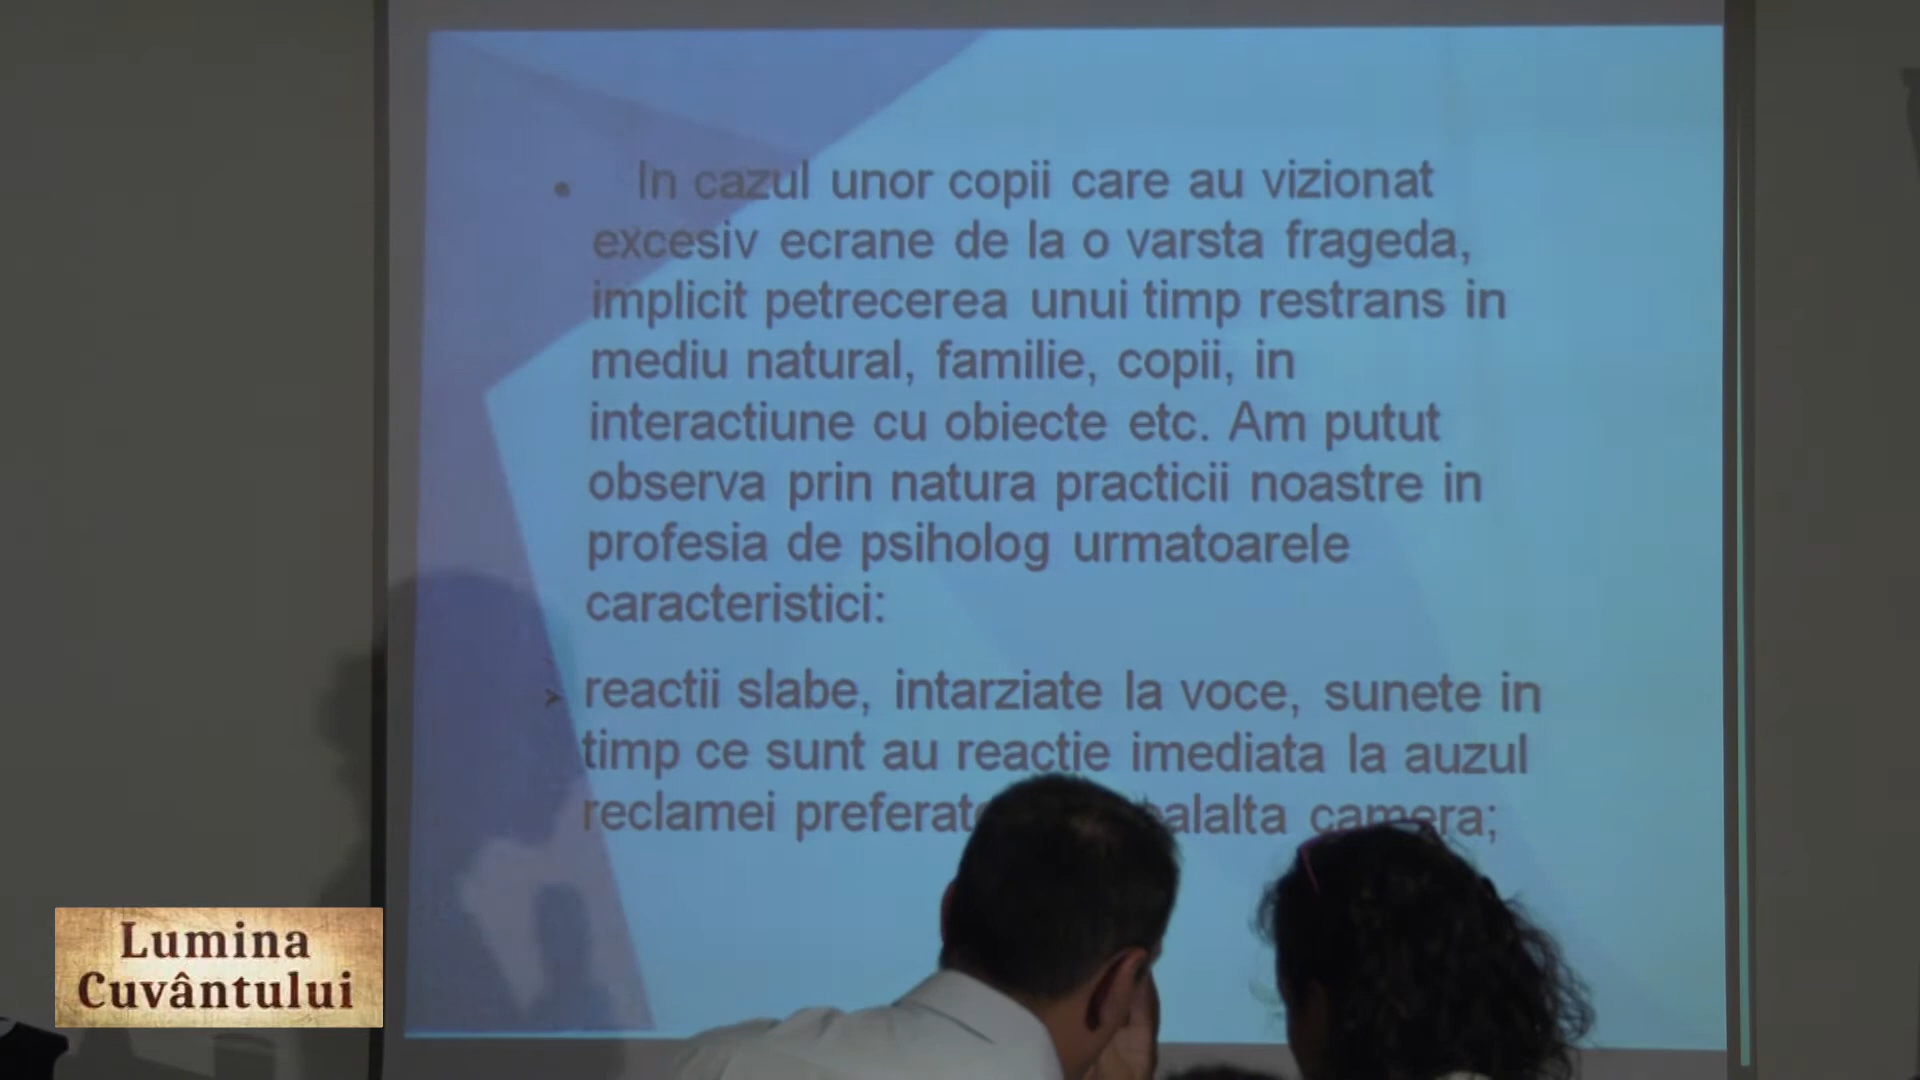 • In cazul unor copii care au vizionat
excesiv ecrane de la o varsta frageda,
implicit petrecerea unui timp restrans in
mediu natural, familie, copii, in
interactiune cu obiecte etc. Am putut
observa prin natura practicii noastre in
profesia de psiholog urmatoarele
caracteristici:
➢ reactii slabe, intarziate la voce, sunete in
timp ce sunt au reactie imediata la auzul
reclamei camera;
Lumina
Cuvântului